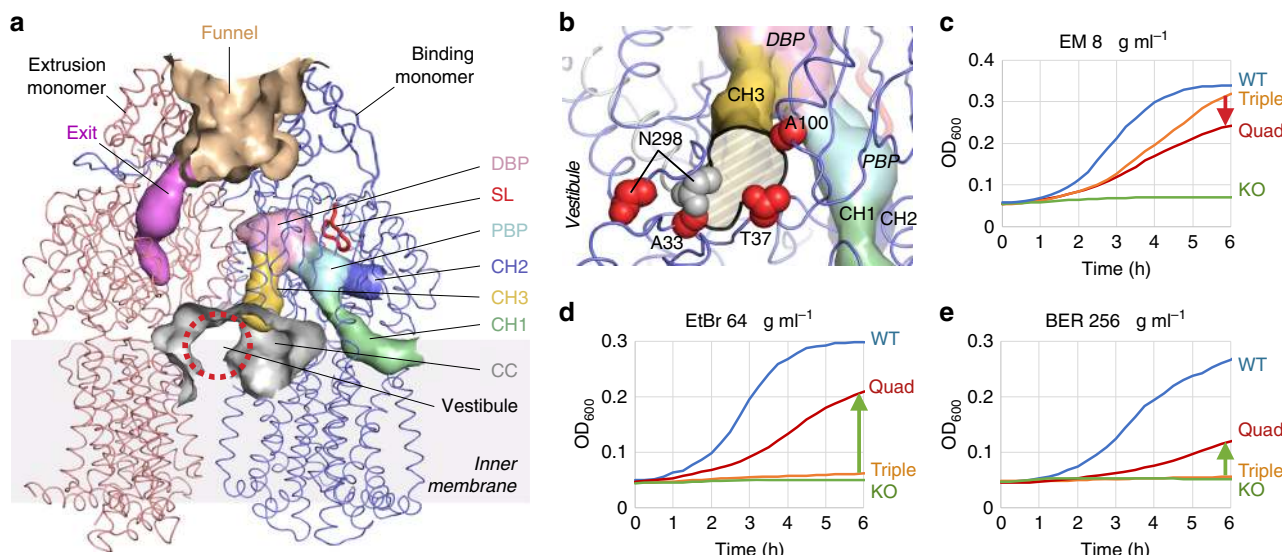 a
Funnel
Extrusion
monomer
Binding
monomer
Exit
DBP
SL
PBP
CH2
CH3
CH1
CC
Vestibule
Inner
membrane
b
DBP
CH3
A100
N298
PBP
Vestibule
CH1
CH2
A33
T37
c
EM 8 g ml⁻¹
OD₆₀₀
0.4
0.3
0.2
0.1
0
WT
Triple
Quad
KO
0 1 2 3 4 5 6
Time (h)
d
EtBr 64 g ml⁻¹
OD₆₀₀
0.3
0.2
0.1
0
WT
Quad
Triple
KO
0 1 2 3 4 5 6
Time (h)
e
BER 256 g ml⁻¹
OD₆₀₀
0.3
0.2
0.1
0
WT
Quad
Triple
KO
0 1 2 3 4 5 6
Time (h)